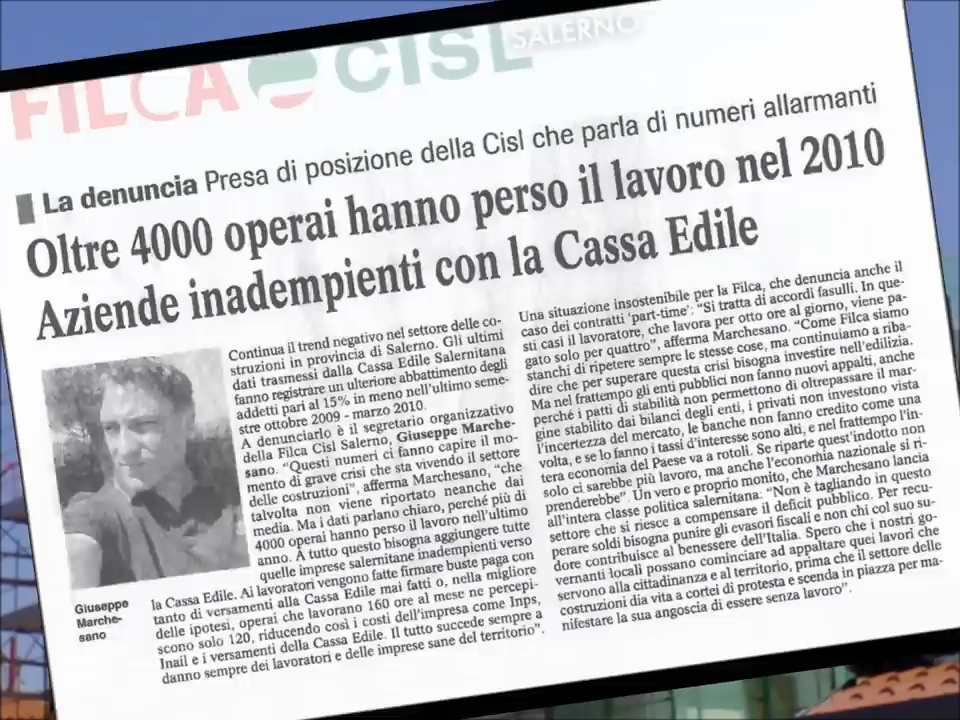 FILCA CISL SALERNO
La denuncia Presa di posizione della Cisl che parla di numeri allarmanti
Oltre 4000 operai hanno perso il lavoro nel 2010
Aziende inadempienti con la Cassa Edile
Continua il trend negativo nel settore delle co-
struzioni in provincia di Salerno. Gli ultimi
dati trasmessi dalla Cassa Edile Salernitana
fanno registrare un ulteriore abbattimento degli
addetti pari al 15% in meno nell'ultimo seme-
stre ottobre 2009 - marzo 2010.
A denunciarlo è il segretario organizzativo
della Filca Cisl Salerno, Giuseppe Marche-
sano. "Questi numeri ci fanno capire il mo-
mento di grave crisi che sta vivendo il settore
delle costruzioni", afferma Marchesano, "che
talvolta non viene riportato neanche dai
media. Ma i dati parlano chiaro, perché più di
4000 operai hanno perso il lavoro nell'ultimo
anno. A tutto questo bisogna aggiungere tutte
quelle imprese salernitane inadempienti verso
la Cassa Edile. Ai lavoratori vengono fatte firmare buste paga con
tanto di versamenti alla Cassa Edile mai fatti o, nella migliore
delle ipotesi, operai che lavorano 160 ore al mese ne percepi-
scono solo 120, riducendo così i costi dell'impresa come Inps,
Inail e i versamenti della Cassa Edile. Il tutto succede sempre a
danno sempre dei lavoratori e delle imprese sane del territorio".
Giuseppe
Marche-
sano
Una situazione insostenibile per la Filca, che denuncia anche il
caso dei contratti 'part-time': "Si tratta di accordi fasulli. In que-
sti casi il lavoratore, che lavora per otto ore al giorno, viene pa-
gato solo per quattro", afferma Marchesano. "Come Filca siamo
stanchi di ripetere sempre le stesse cose, ma continuiamo a riba-
dire che per superare questa crisi bisogna investire nell'edilizia.
Ma nel frattempo gli enti pubblici non fanno nuovi appalti, anche
perché i patti di stabilità non permettono di oltrepassare il mar-
gine stabilito dai bilanci degli enti, i privati non investono vista
l'incertezza del mercato, le banche non fanno credito come una
volta, e se lo fanno i tassi d'interesse sono alti, e nel frattempo l'in-
tera economia del Paese va a rotoli. Se riparte quest'indotto non
solo ci sarebbe più lavoro, ma anche l'economia nazionale si ri-
prenderebbe". Un vero e proprio monito, che Marchesano lancia
all'intera classe politica salernitana: "Non è tagliando in questo
settore che si riesce a compensare il deficit pubblico. Per recu-
perare soldi bisogna punire gli evasori fiscali e non chi col suo su-
dore contribuisce al benessere dell'Italia. Spero che i nostri go-
vernanti locali possano cominciare ad appaltare quei lavori che
servono alla cittadinanza e al territorio, prima che il settore delle
costruzioni dia vita a cortei di protesta e scenda in piazza per ma-
nifestare la sua angoscia di essere senza lavoro".